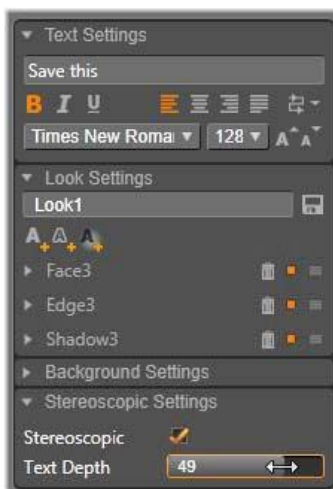 Text Settings
Save this
B I U
Times New Roma 128 A A
Look Settings
Look1
A A A
Face3
Edge3
Shadow3
Background Settings
Stereoscopic Settings
Stereoscopic
Text Depth 49